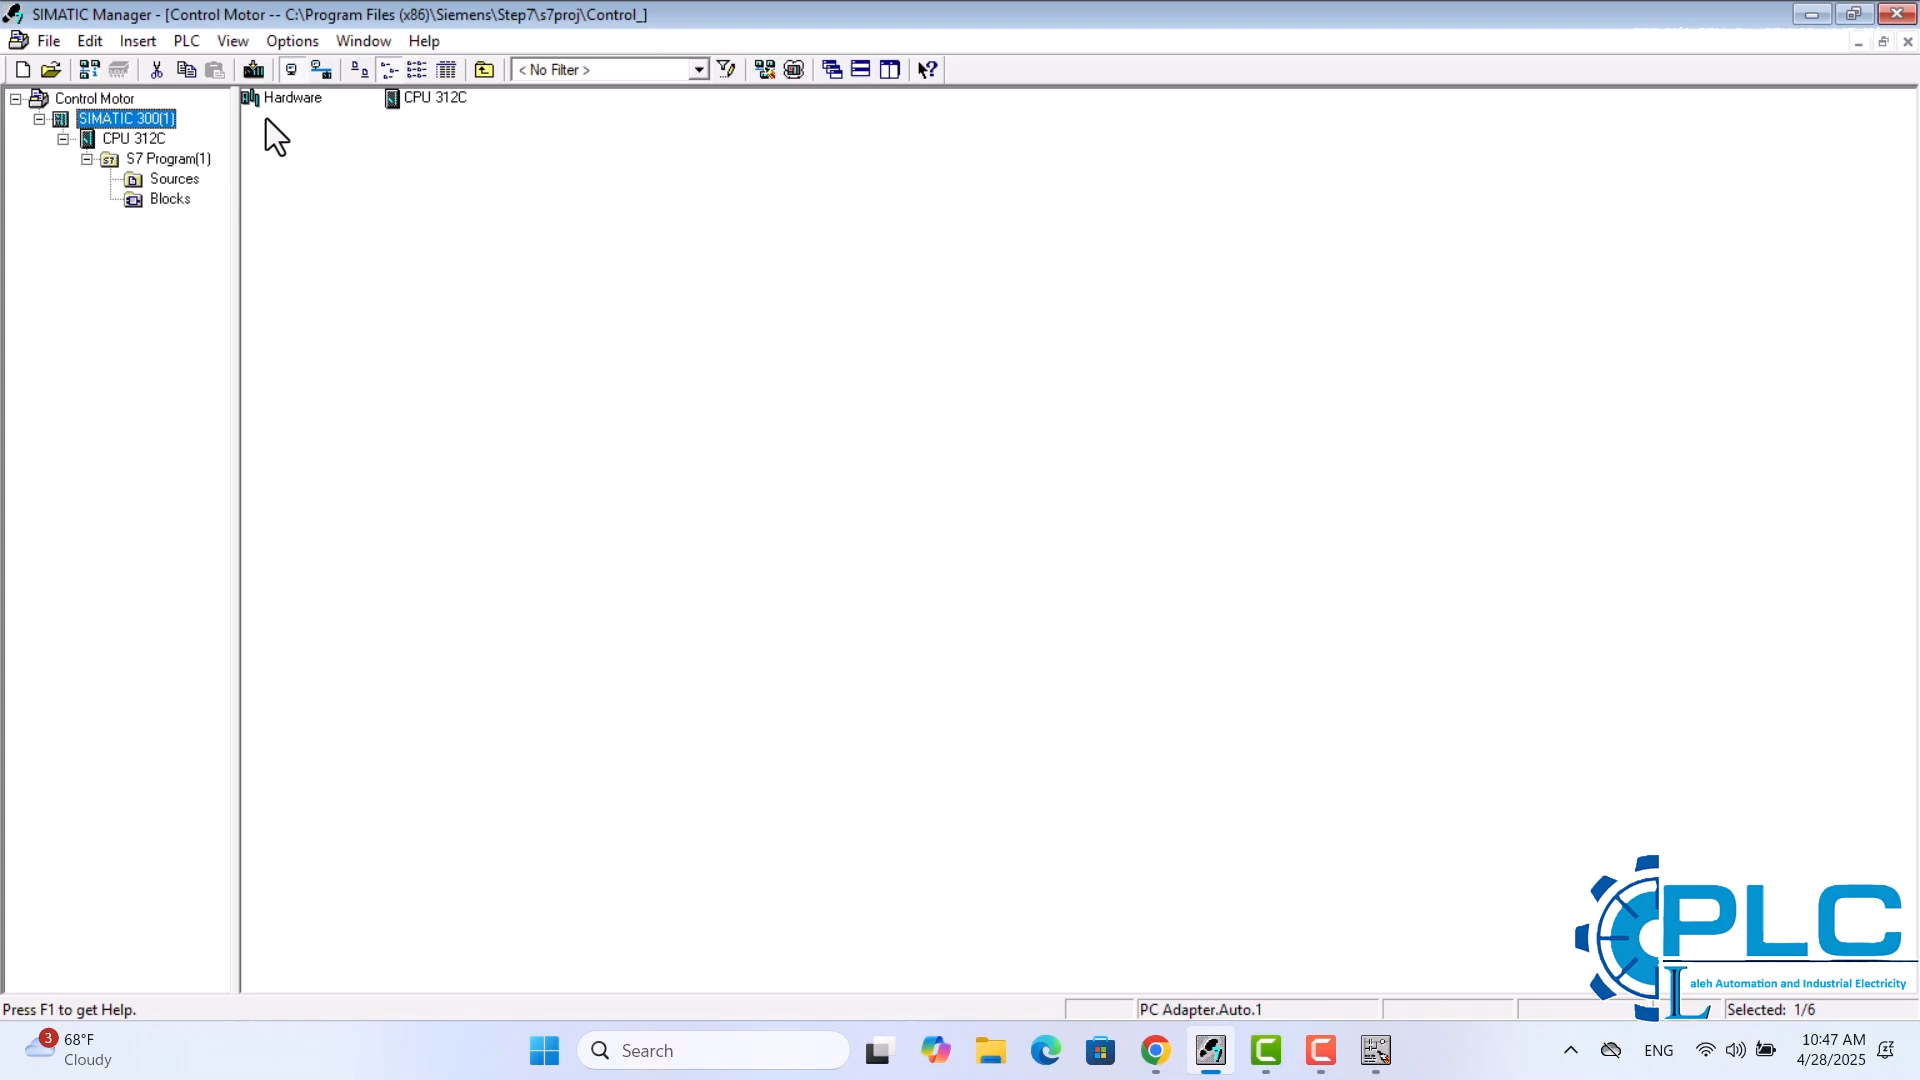 SIMATIC Manager - [Control Motor -- C:\Program Files (x86)\Siemens\Step7\s7proj\Control_]
File Edit Insert PLC View Options Window Help
< No Filter >
Control Motor
SIMATIC 300(1)
CPU 312C
S7 Program(1)
Sources
Blocks
Hardware
CPU 312C
PLC
Laleh Automation and Industrial Electricity
Press F1 to get Help.
PC Adapter.Auto.1
Selected: 1/6
3
68°F
Cloudy
Search
ENG
10:47 AM
4/28/2025